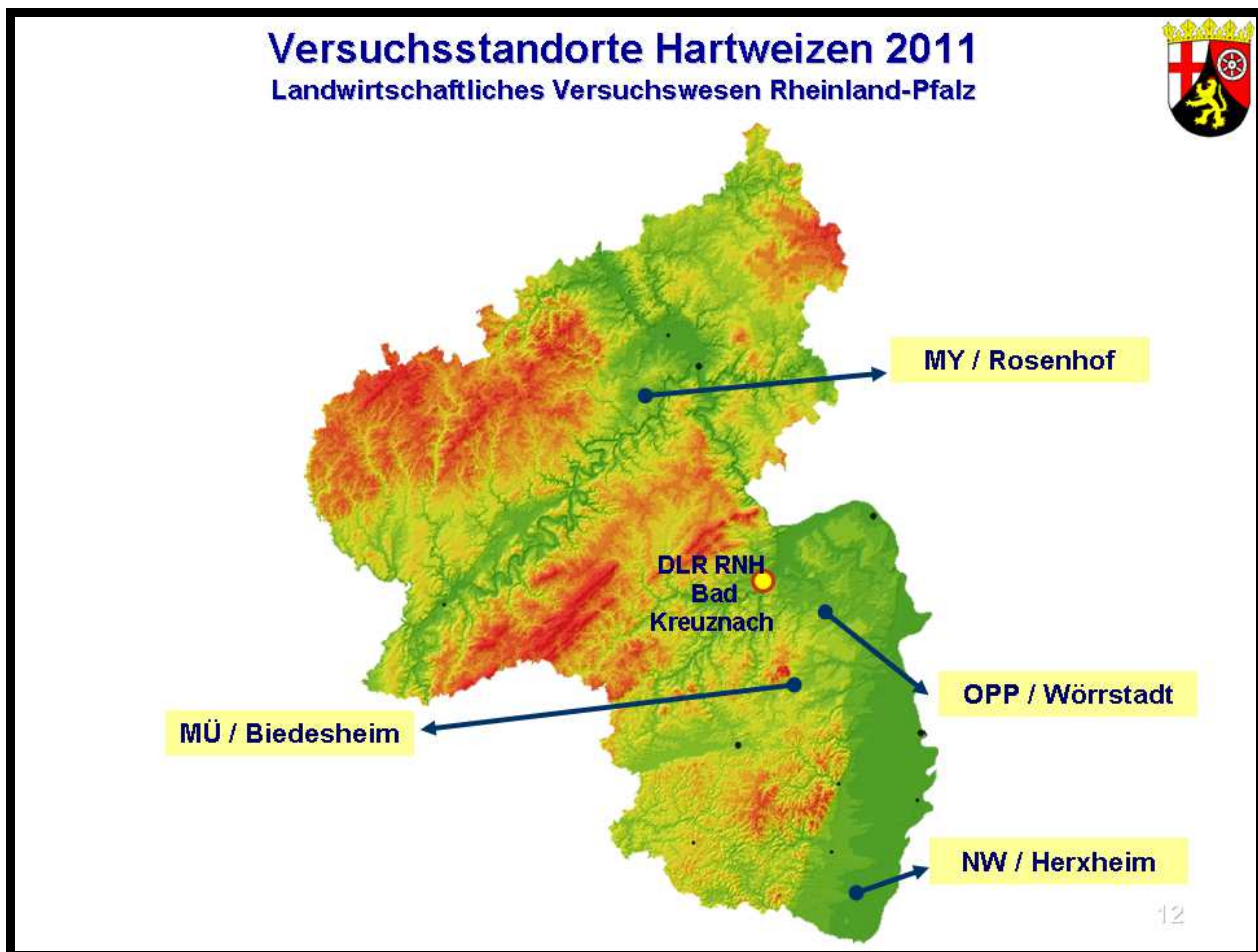 Versuchsstandorte Hartweizen 2011
Landwirtschaftliches Versuchswesen Rheinland-Pfalz
MY / Rosenhof
DLR RNH
Bad
Kreuznach
OPP / Wörrstadt
MÜ / Biedesheim
NW / Herxheim
12